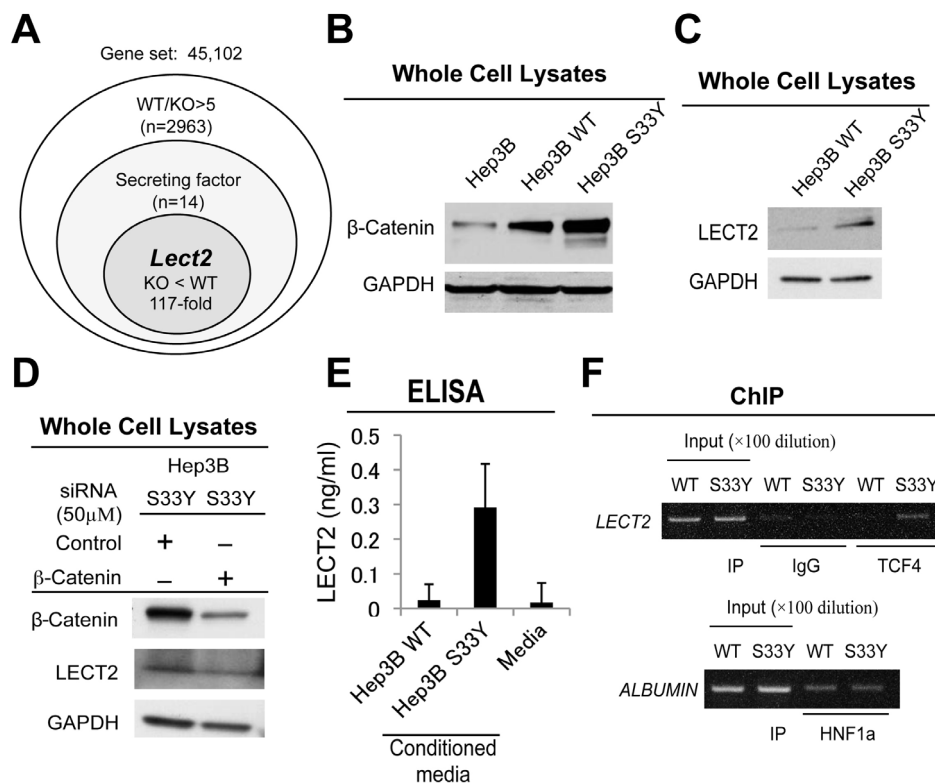 A
Gene set: 45,102
WT/KO>5
(n=2963)
Secreting factor
(n=14)
Lect2
KO < WT
117-fold
B
Whole Cell Lysates
Hep3B
Hep3B WT
Hep3B S33Y
β-Catenin
GAPDH
C
Whole Cell Lysates
Hep3B WT
Hep3B S33Y
LECT2
GAPDH
D
Whole Cell Lysates
Hep3B
siRNA S33Y S33Y
(50μM)
Control + –
β-Catenin – +
β-Catenin
LECT2
GAPDH
E
ELISA
LECT2 (ng/ml)
0.5
0.4
0.3
0.2
0.1
0
Hep3B WT
Hep3B S33Y
Media
Conditioned
media
F
ChIP
Input (×100 dilution)
WT S33Y WT S33Y WT S33Y
LECT2
IP IgG TCF4
Input (×100 dilution)
WT S33Y WT S33Y
ALBUMIN
IP HNF1a